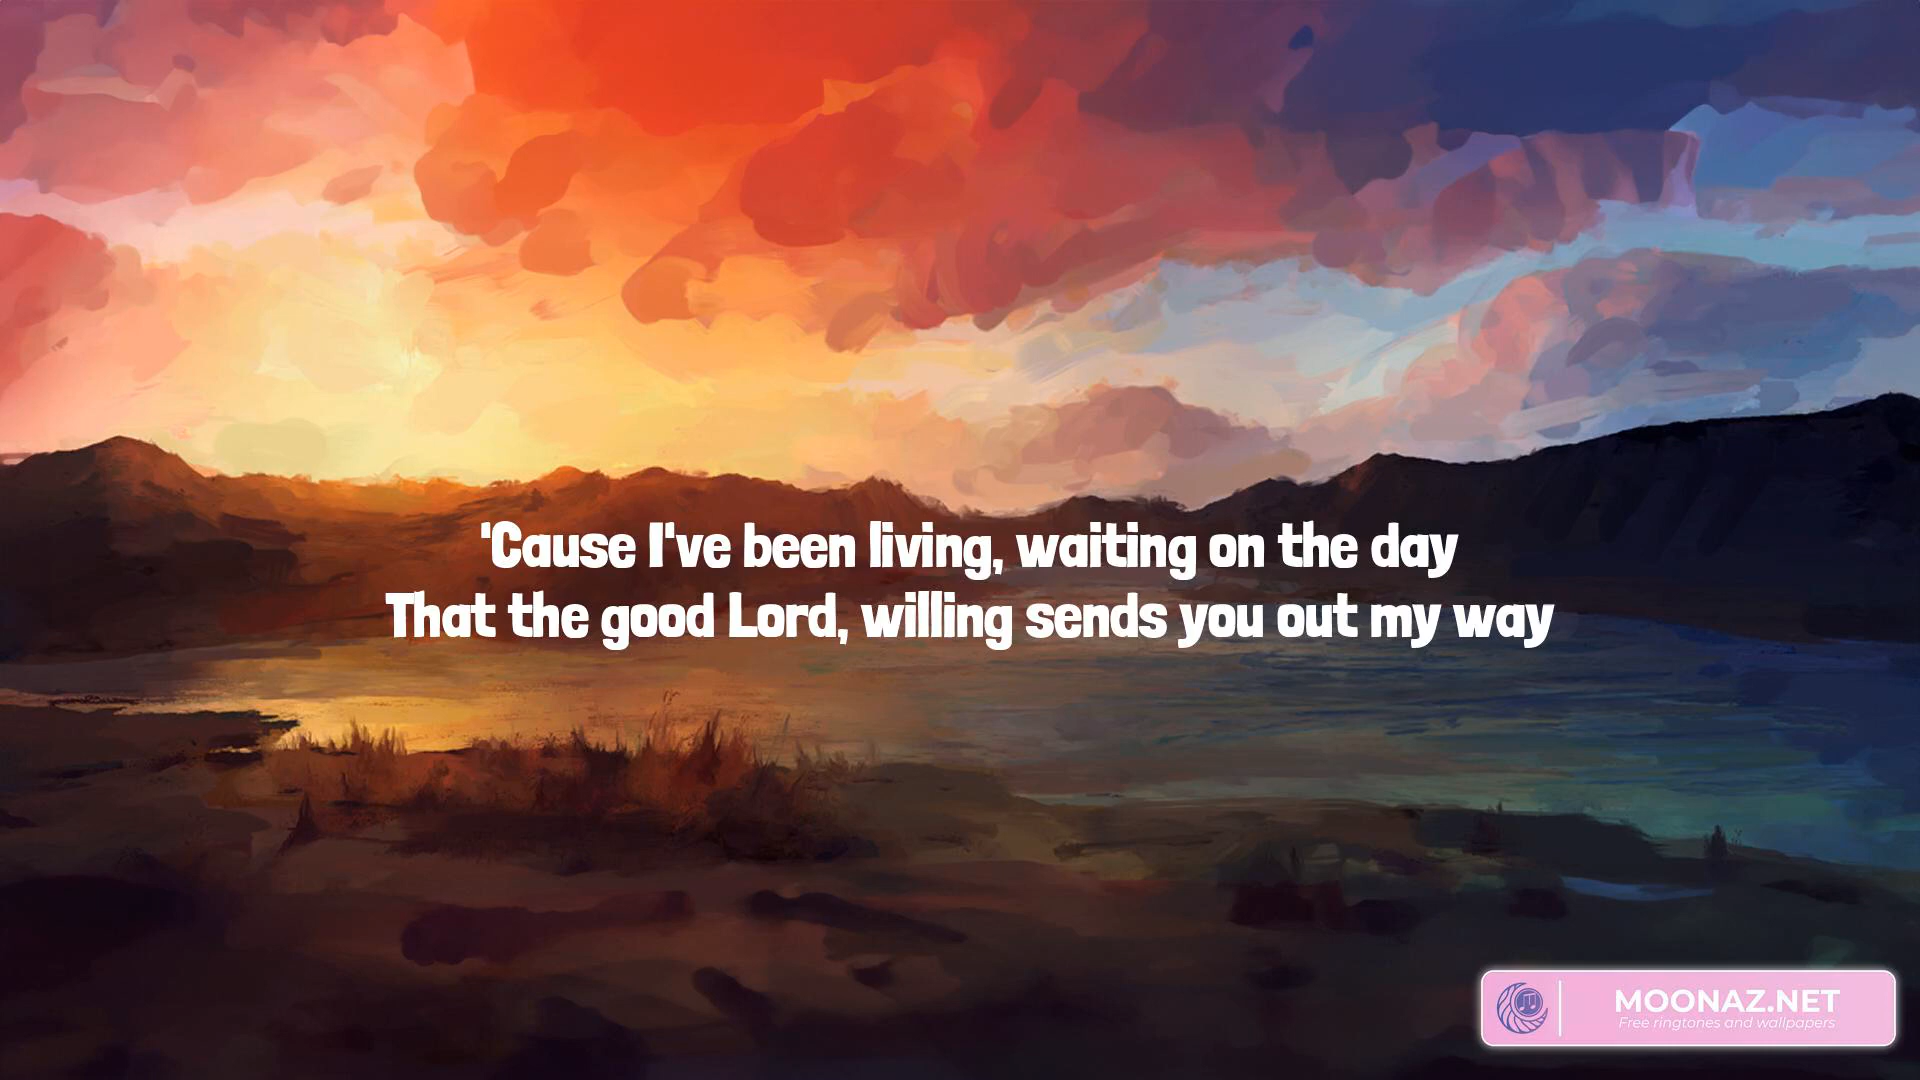 'Cause I've been living, waiting on the day
That the good Lord, willing sends you out my way
MOONAZ.NET
Free ringtones and wallpapers